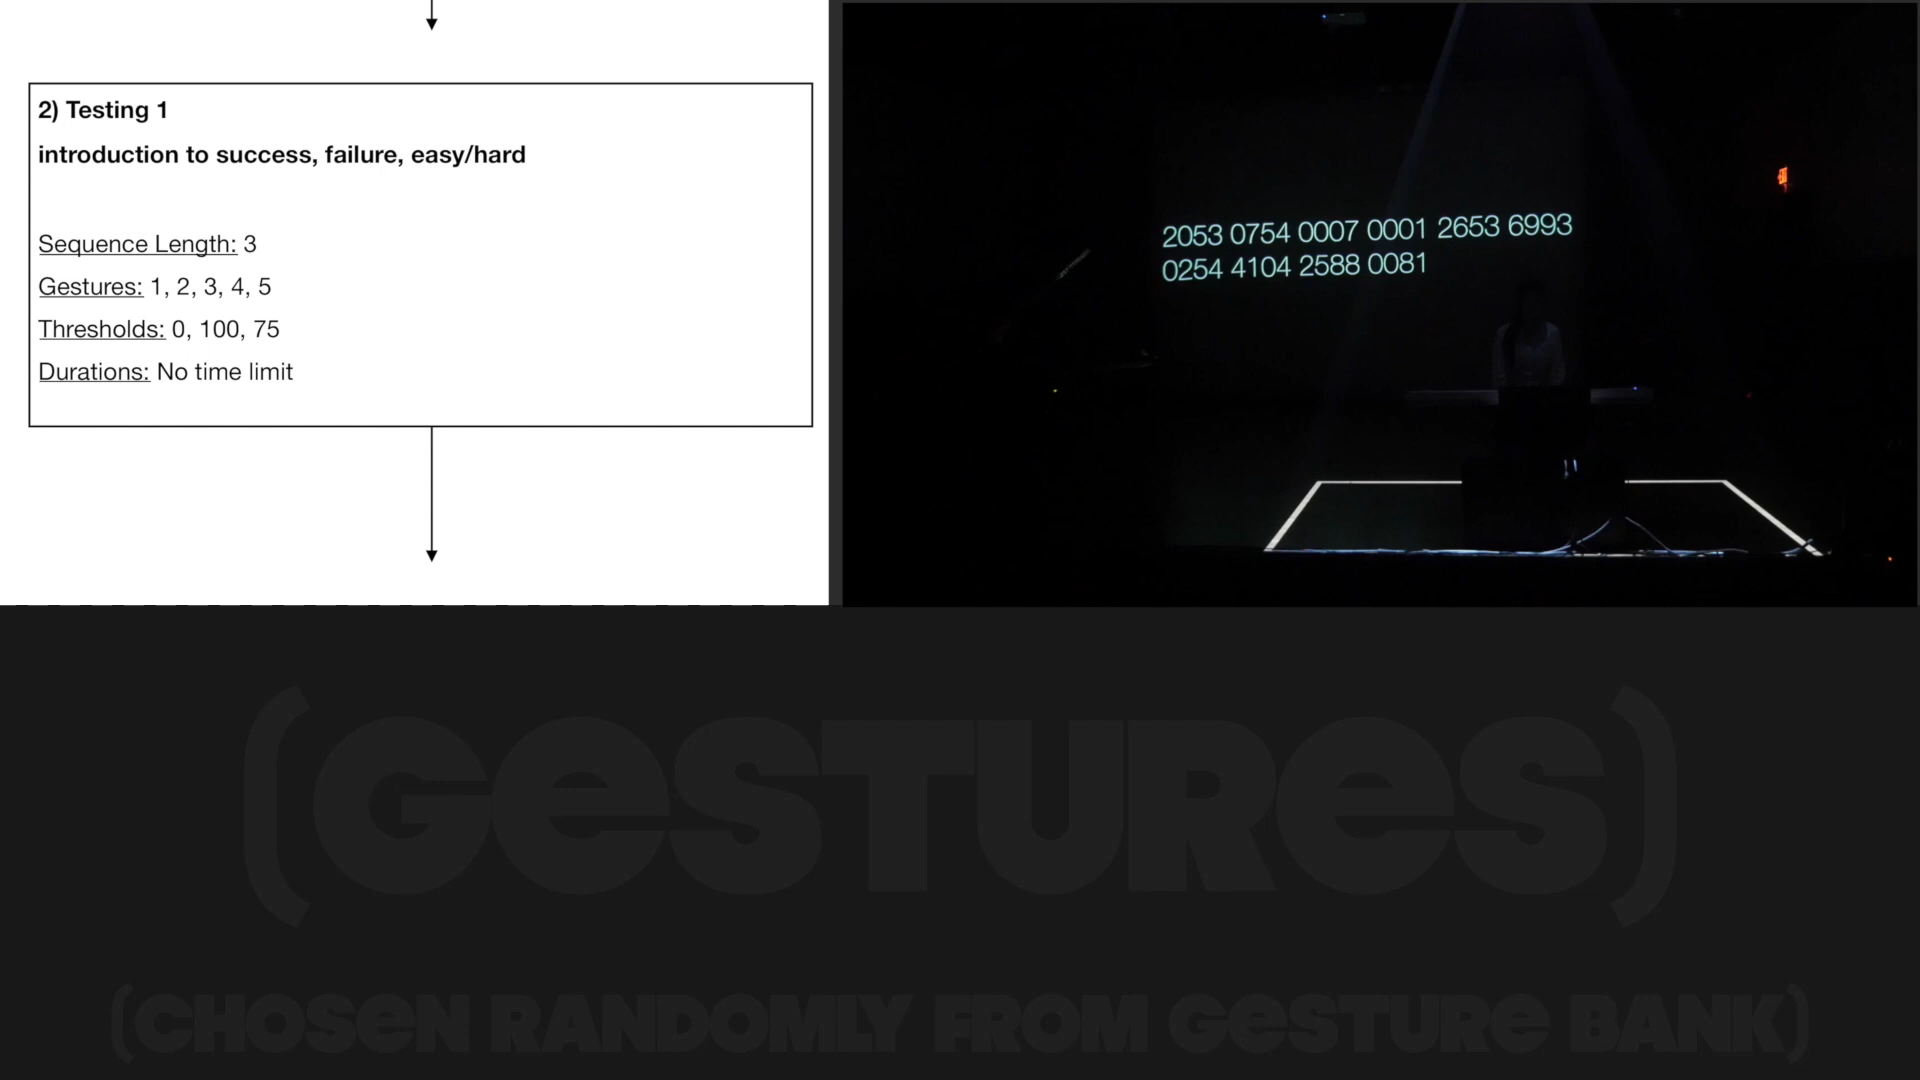 2) Testing 1
introduction to success, failure, easy/hard
Sequence Length: 3
Gestures: 1, 2, 3, 4, 5
Thresholds: 0, 100, 75
Durations: No time limit
2053 0754 0007 0001 2653 6993
0254 4104 2588 0081
(GeSTUReS)
(CHOSeN RANDOMLY FROM GeSTURe BANK)